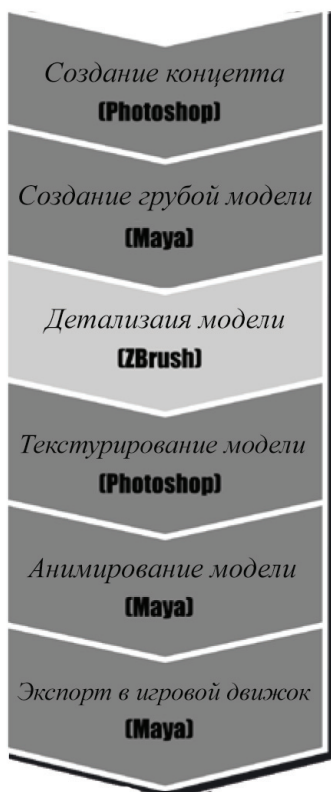 Создание концепта
(Photoshop)
Создание грубой модели
(Maya)
Детализаия модели
(ZBrush)
Текстурирование модели
(Photoshop)
Анимирование модели
(Maya)
Экспорт в игровой движок
(Maya)